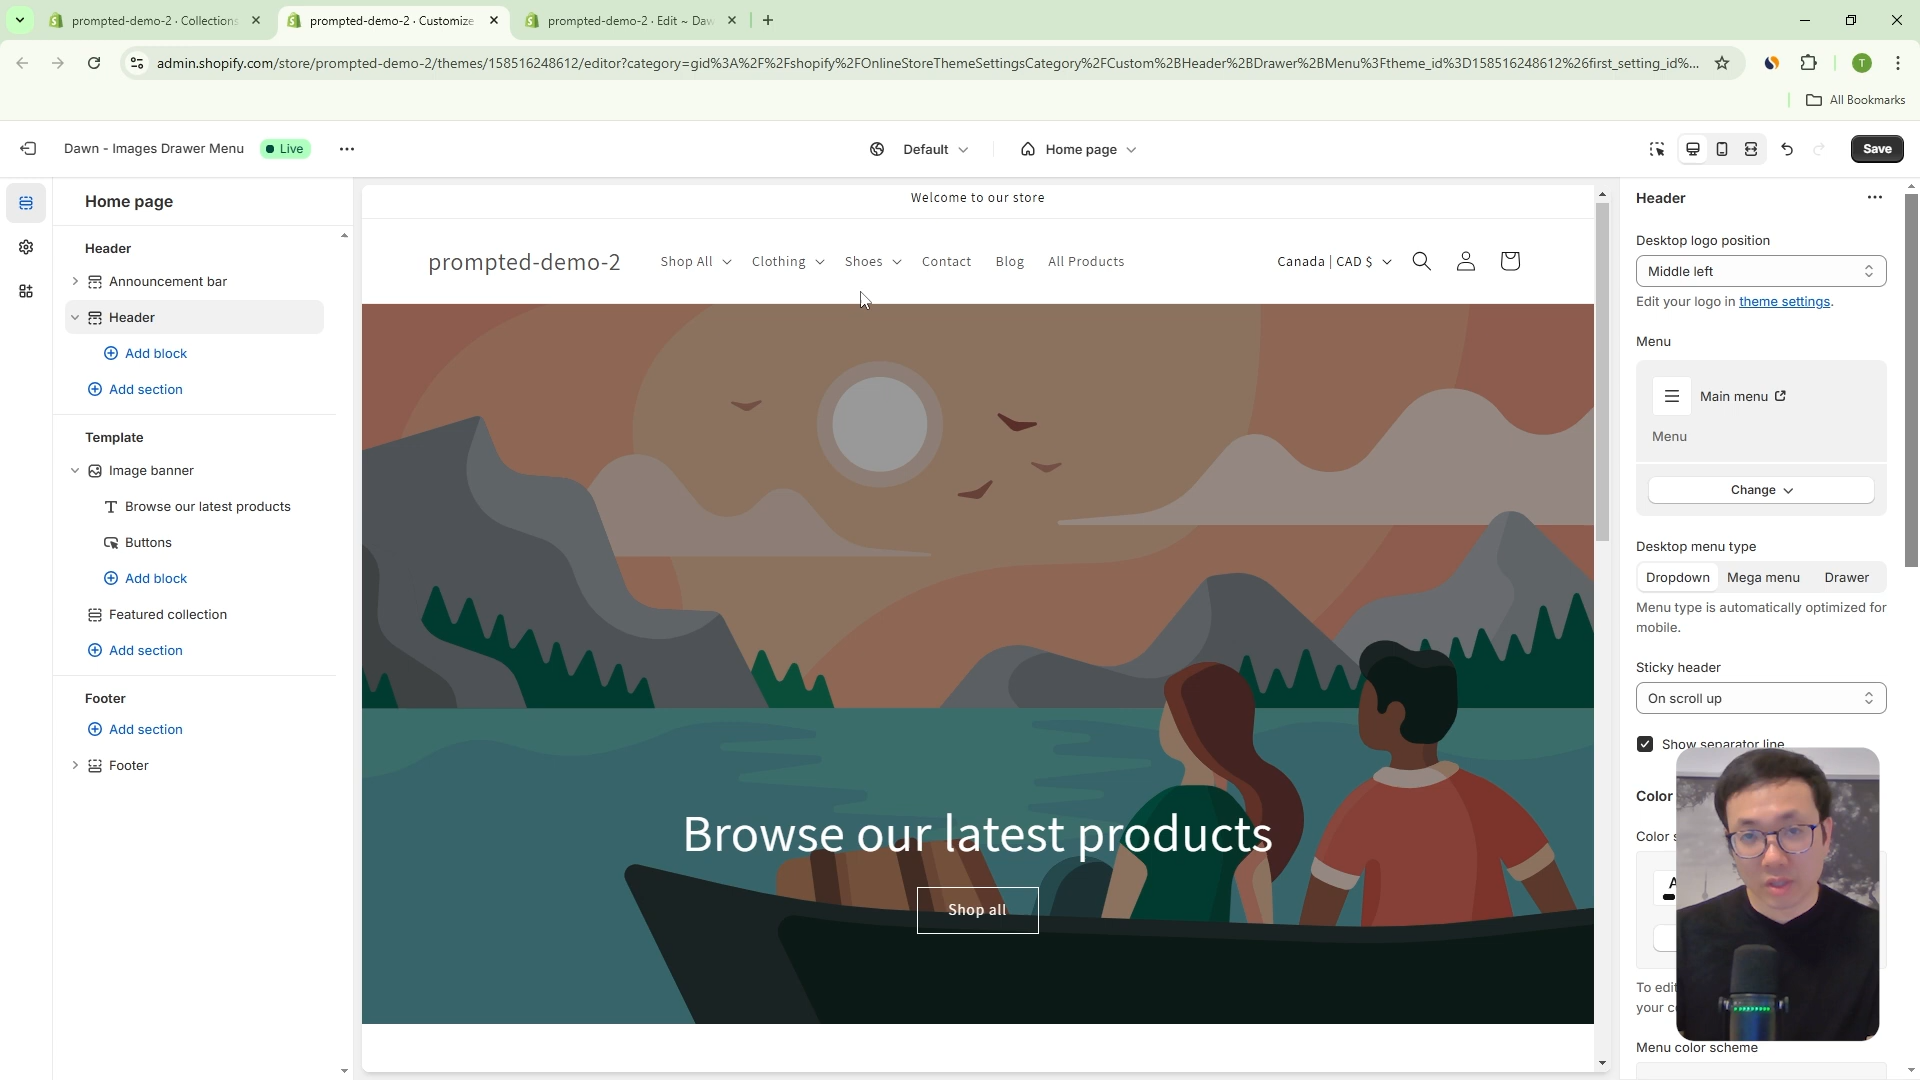 prompted-demo-2 · Collections
prompted-demo-2 · Customize
prompted-demo-2 · Edit ~ Daw
admin.shopify.com/store/prompted-demo-2/themes/158516248612/editor?category=gid%3A%2F%2Fshopify%2FOnlineStoreThemeSettingsCategory%2FCustom%2BHeader%2BDrawer%2BMenu%3Ftheme_id%3D158516248612%26first_setting_id%...
T
All Bookmarks
Dawn - Images Drawer Menu
Live
Default
Home page
Save
Home page
Header
Announcement bar
Header
Add block
Add section
Template
Image banner
Browse our latest products
Buttons
Add block
Featured collection
Add section
Footer
Add section
Footer
Welcome to our store
prompted-demo-2
Shop All
Clothing
Shoes
Contact
Blog
All Products
Canada | CAD $
Browse our latest products
Shop all
Header
Desktop logo position
Middle left
Edit your logo in theme settings.
Menu
Main menu
Menu
Change
Desktop menu type
Dropdown
Mega menu
Drawer
Menu type is automatically optimized for
mobile.
Sticky header
On scroll up
Show separator line
Color
Color
To edit
your
Menu color scheme